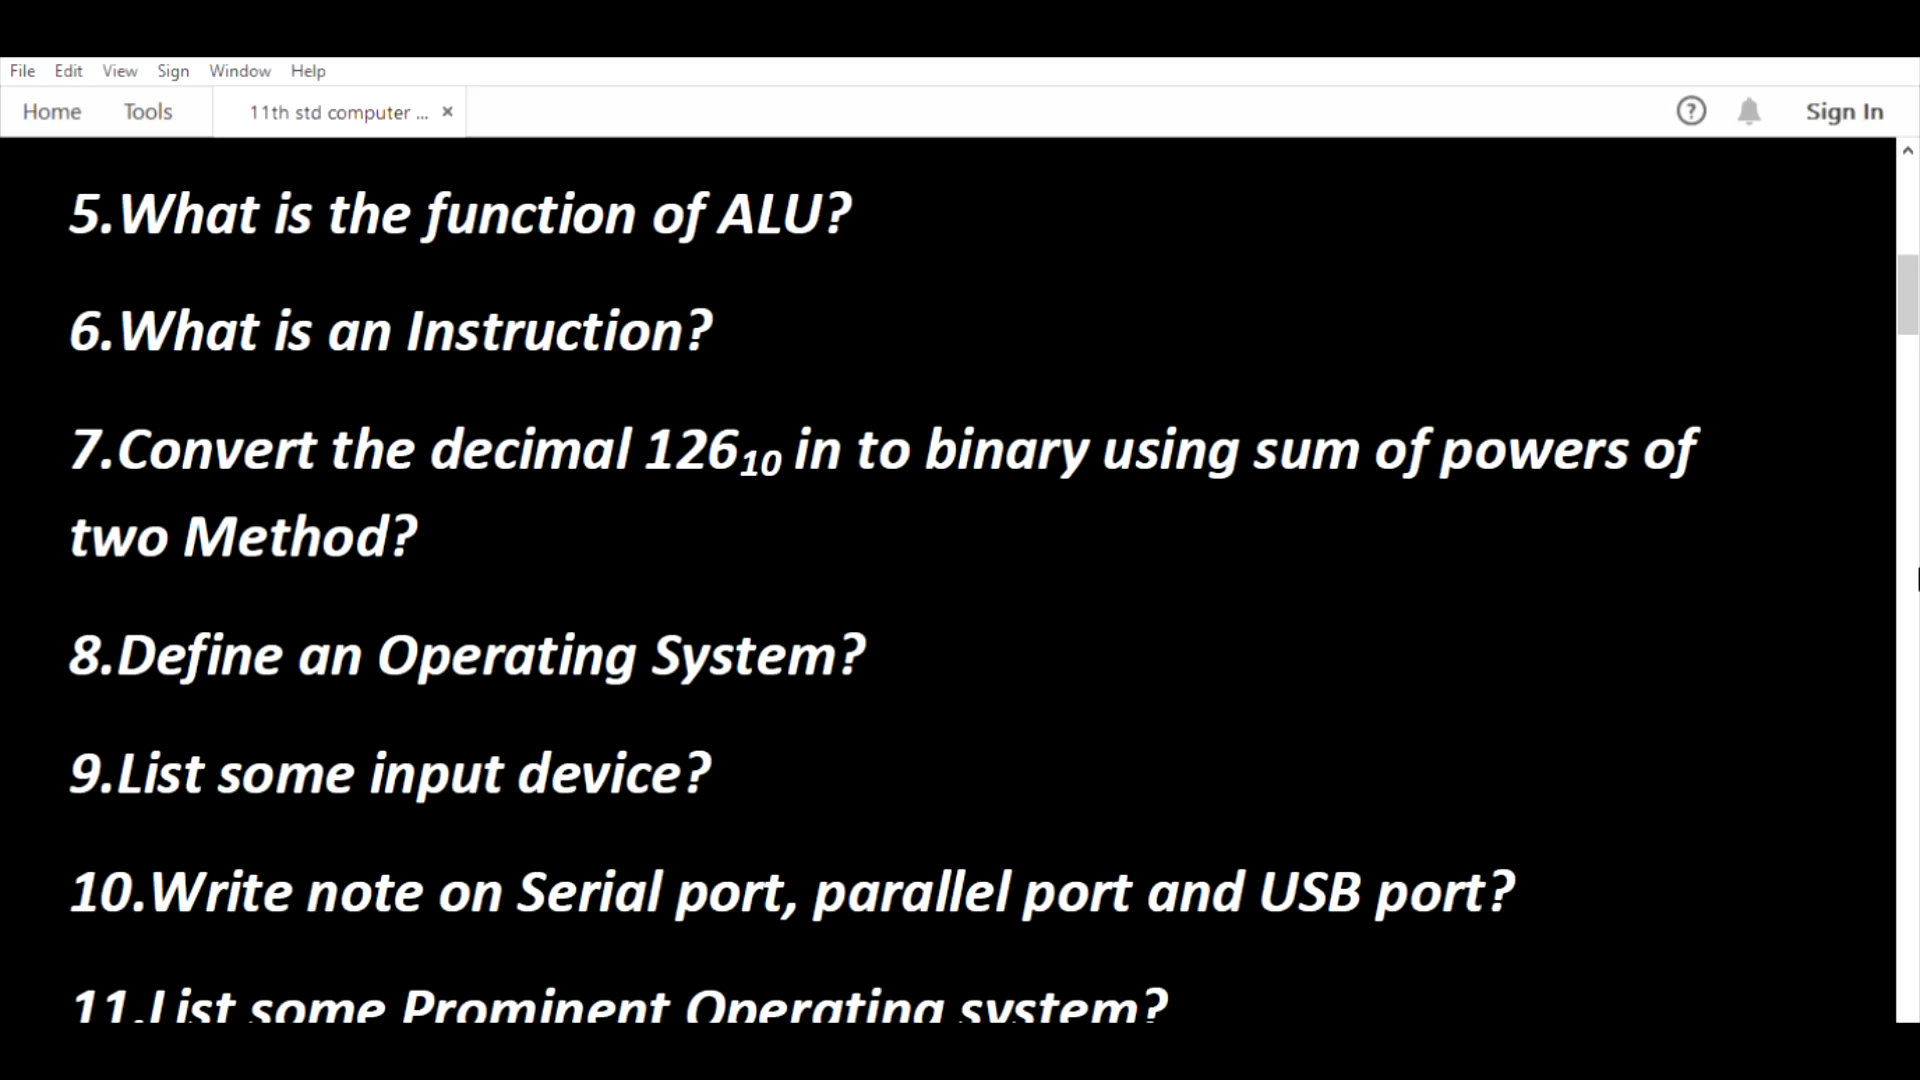 File Edit View Sign Window Help
Home Tools 11th std computer ... × ? Sign In
5.What is the function of ALU?
6.What is an Instruction?
7.Convert the decimal 126₁₀ in to binary using sum of powers of
two Method?
8.Define an Operating System?
9.List some input device?
10.Write note on Serial port, parallel port and USB port?
11.List some Prominent Operating system?